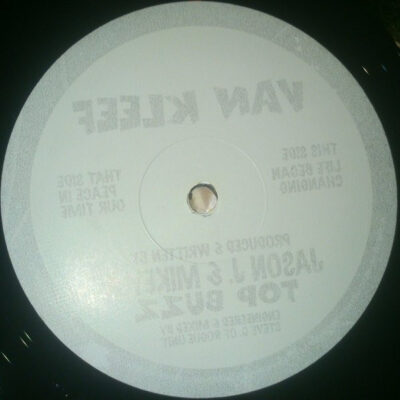 VAN KLEEF
THIS SIDE
LIFE BEGAN
CHANGING
THAT SIDE
PEACE IN
OUR TIME
PRODUCED & WRITTEN BY
JASON J. &
TOP BUZZ
ENGINEERED & MIXED BY
STEVE OF ROGUE UNIT